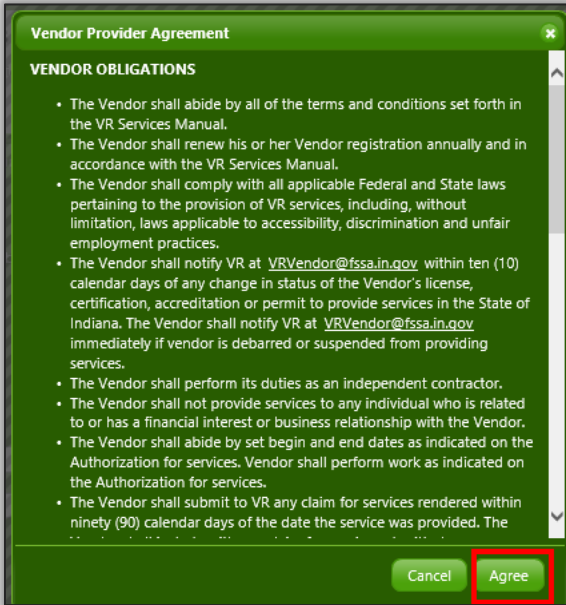 Vendor Provider Agreement
VENDOR OBLIGATIONS
• The Vendor shall abide by all of the terms and conditions set forth in
the VR Services Manual.
• The Vendor shall renew his or her Vendor registration annually and in
accordance with the VR Services Manual.
• The Vendor shall comply with all applicable Federal and State laws
pertaining to the provision of VR services, including, without
limitation, laws applicable to accessibility, discrimination and unfair
employment practices.
• The Vendor shall notify VR at VRVendor@fssa.in.gov within ten (10)
calendar days of any change in status of the Vendor's license,
certification, accreditation or permit to provide services in the State of
Indiana. The Vendor shall notify VR at VRVendor@fssa.in.gov
immediately if vendor is debarred or suspended from providing
services.
• The Vendor shall perform its duties as an independent contractor.
• The Vendor shall not provide services to any individual who is related
to or has a financial interest or business relationship with the Vendor.
• The Vendor shall abide by set begin and end dates as indicated on the
Authorization for services. Vendor shall perform work as indicated on
the Authorization for services.
• The Vendor shall submit to VR any claim for services rendered within
ninety (90) calendar days of the date the service was provided. The
Cancel Agree